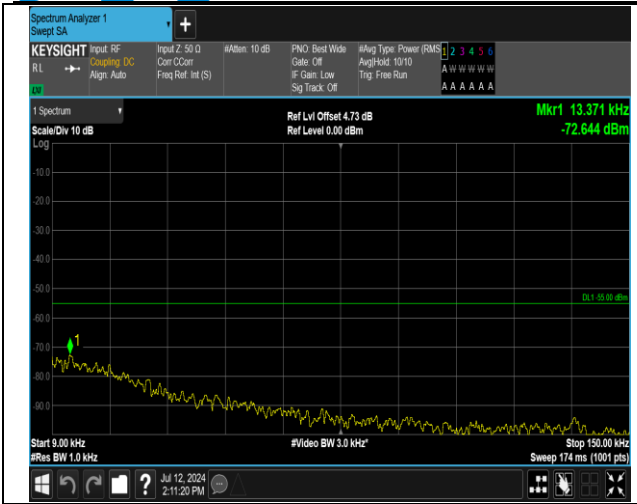 Spectrum Analyzer 1
Swept SA
KEYSIGHT
RL
LNI
Input: RF
Coupling: DC
Align: Auto
Input Z: 50 Ω
Corr CCorr
Freq Ref: Int (S)
#Atten: 10 dB
PNO: Best Wide
Gate: Off
IF Gain: Low
Sig Track: Off
#Avg Type: Power (RMS
Avg|Hold: 10/10
Trig: Free Run
1 2 3 4 5 6
A W W W W W
A A A A A A
1 Spectrum
Scale/Div 10 dB
Ref Lvl Offset 4.73 dB
Ref Level 0.00 dBm
Mkr1 13.371 kHz
-72.644 dBm
Log
-10.0
-20.0
-30.0
-40.0
-50.0
DL1 -55.00 dBm
-60.0
1
-70.0
-80.0
-90.0
Start 9.00 kHz
#Res BW 1.0 kHz
#Video BW 3.0 kHz*
Stop 150.00 kHz
Sweep 174 ms (1001 pts)
?
Jul 12, 2024
2:11:20 PM